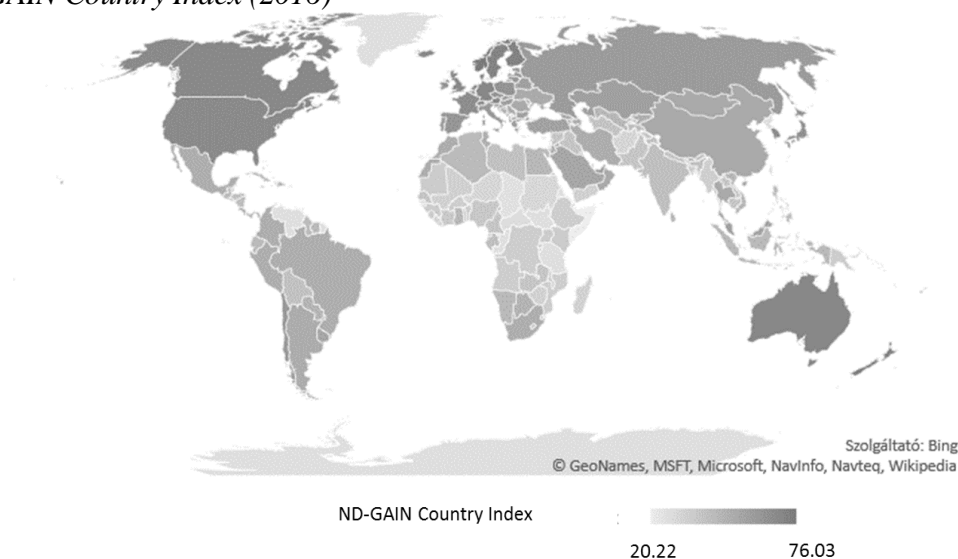 Country Index (2016)
Szolgáltató: Bing
© GeoNames, MSFT, Microsoft, NavInfo, Navteq, Wikipedia
ND-GAIN Country Index
20.22 76.03